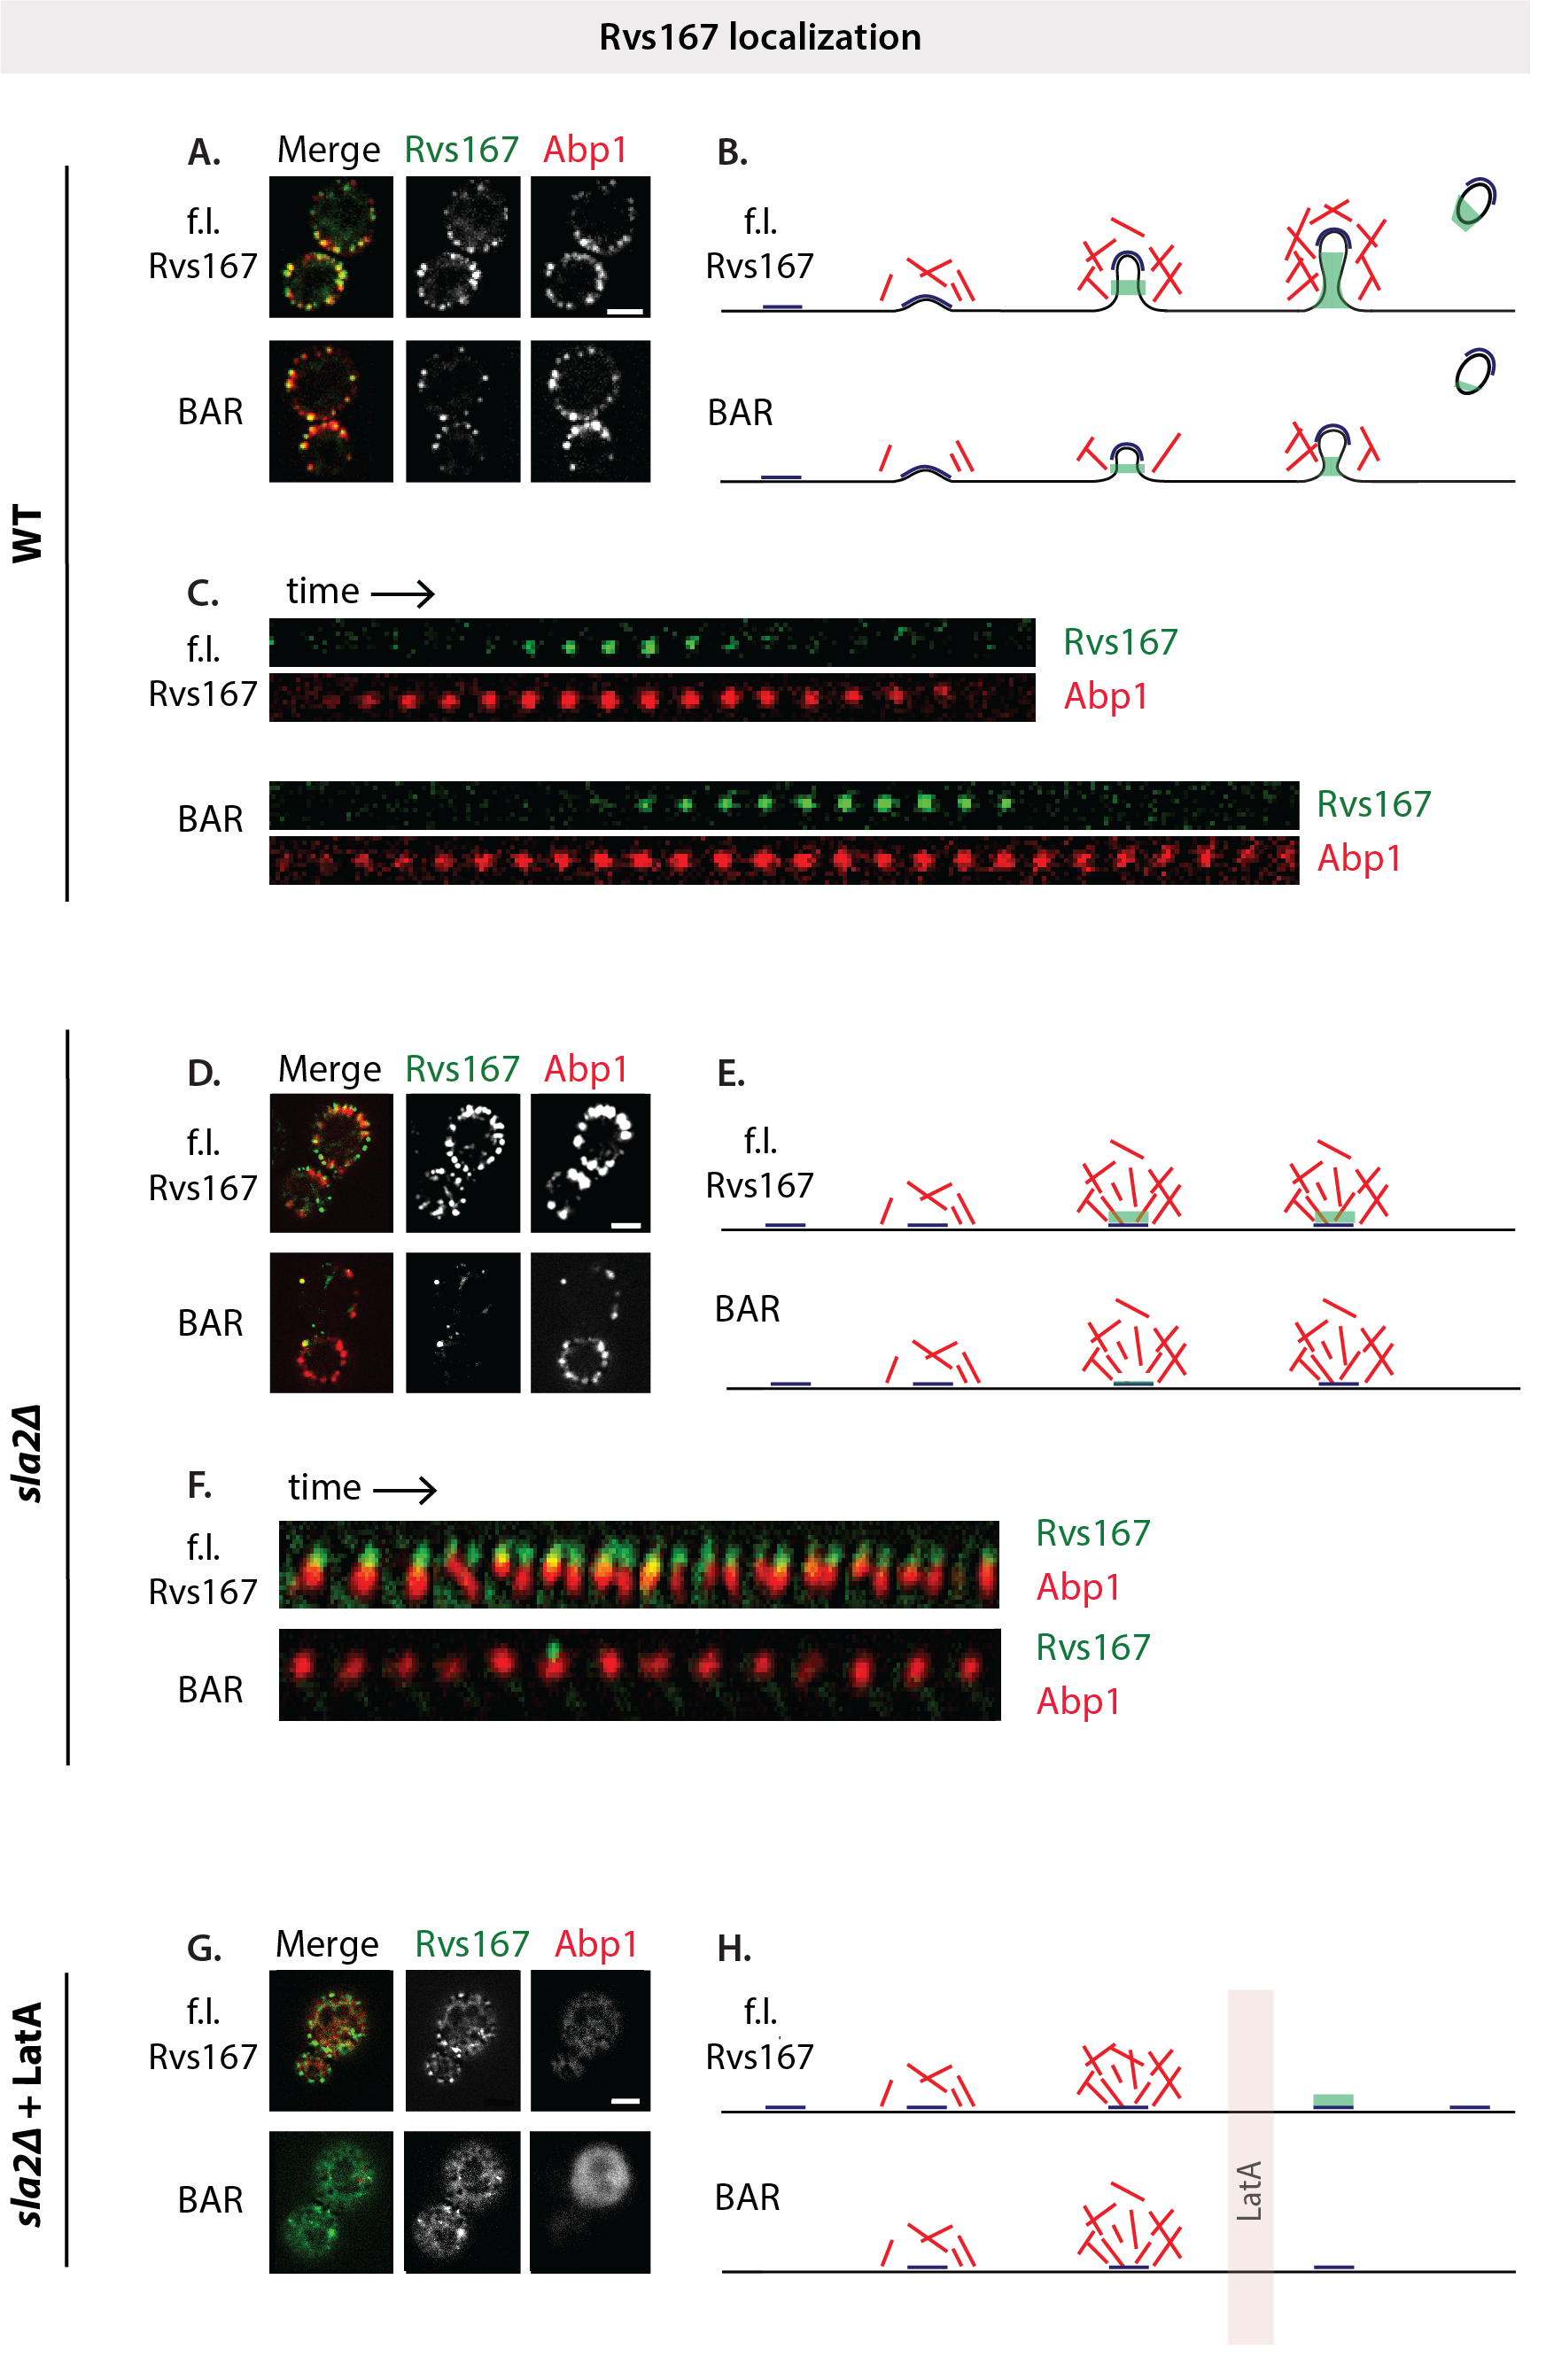 Rvs167 localization
WT
A.
Merge
Rvs167
Abp1
f.l.
Rvs167
BAR
B.
f.l.
Rvs167
BAR
C.
time
f.l.
Rvs167
Rvs167
Abp1
BAR
Rvs167
Abp1
sla2Δ
D.
Merge
Rvs167
Abp1
f.l.
Rvs167
BAR
E.
f.l.
Rvs167
BAR
F.
time
f.l.
Rvs167
Rvs167
Abp1
BAR
Rvs167
Abp1
sla2Δ + LatA
G.
Merge
Rvs167
Abp1
f.l.
Rvs167
BAR
H.
f.l.
Rvs167
BAR
LatA